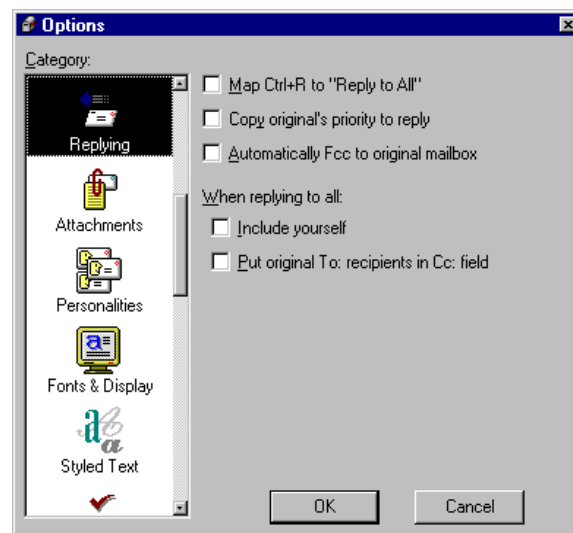 Options
Category:
Replying
Attachments
Personalities
Fonts & Display
Styled Text
Map Ctrl+R to "Reply to All"
Copy original's priority to reply
Automatically Fcc to original mailbox
When replying to all:
Include yourself
Put original To: recipients in Cc: field
OK
Cancel